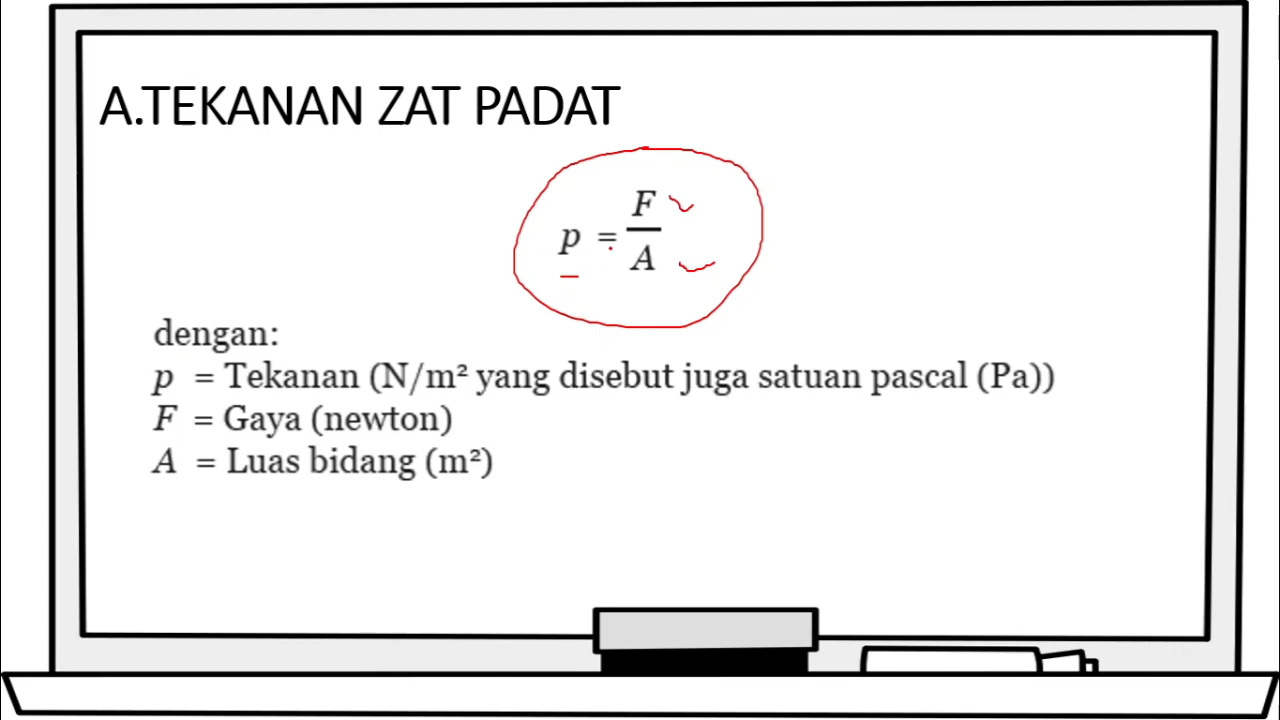 A.TEKANAN ZAT PADAT
p = F/A
dengan:
p = Tekanan (N/m² yang disebut juga satuan pascal (Pa))
F = Gaya (newton)
A = Luas bidang (m²)